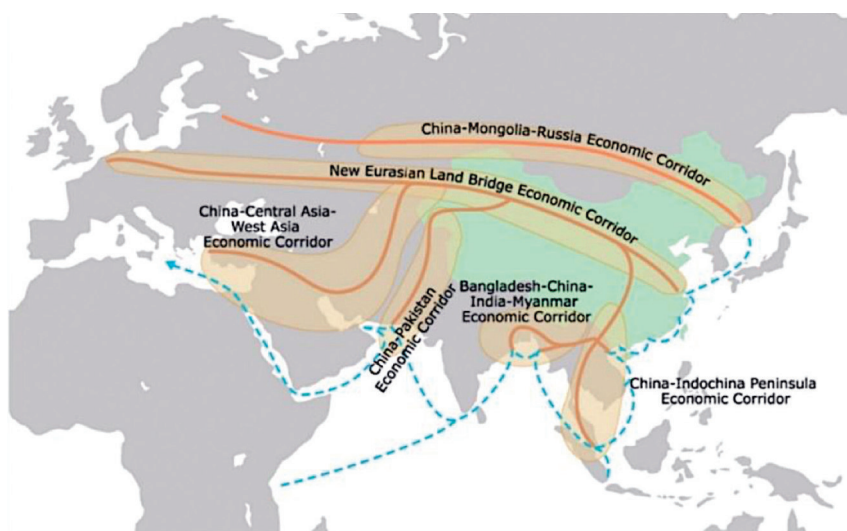 China-Mongolia-Russia Economic Corridor
New Eurasian Land Bridge Economic Corridor
China-Central Asia-
West Asia
Economic Corridor
China-Pakistan
Economic Corridor
Bangladesh-China-
India-Myanmar
Economic Corridor
China-Indochina Peninsula
Economic Corridor